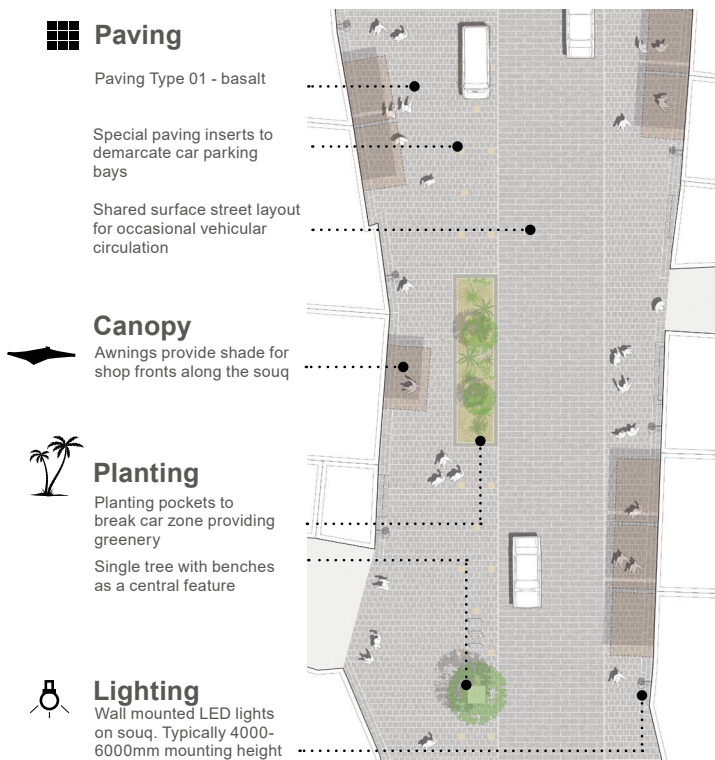 Paving
Paving Type 01 - basalt
Special paving inserts to
demarcate car parking
bays
Shared surface street layout
for occasional vehicular
circulation
Canopy
Awnings provide shade for
shop fronts along the souq
Planting
Planting pockets to
break car zone providing
greenery
Single tree with benches
as a central feature
Lighting
Wall mounted LED lights
on souq. Typically 4000-
6000mm mounting height